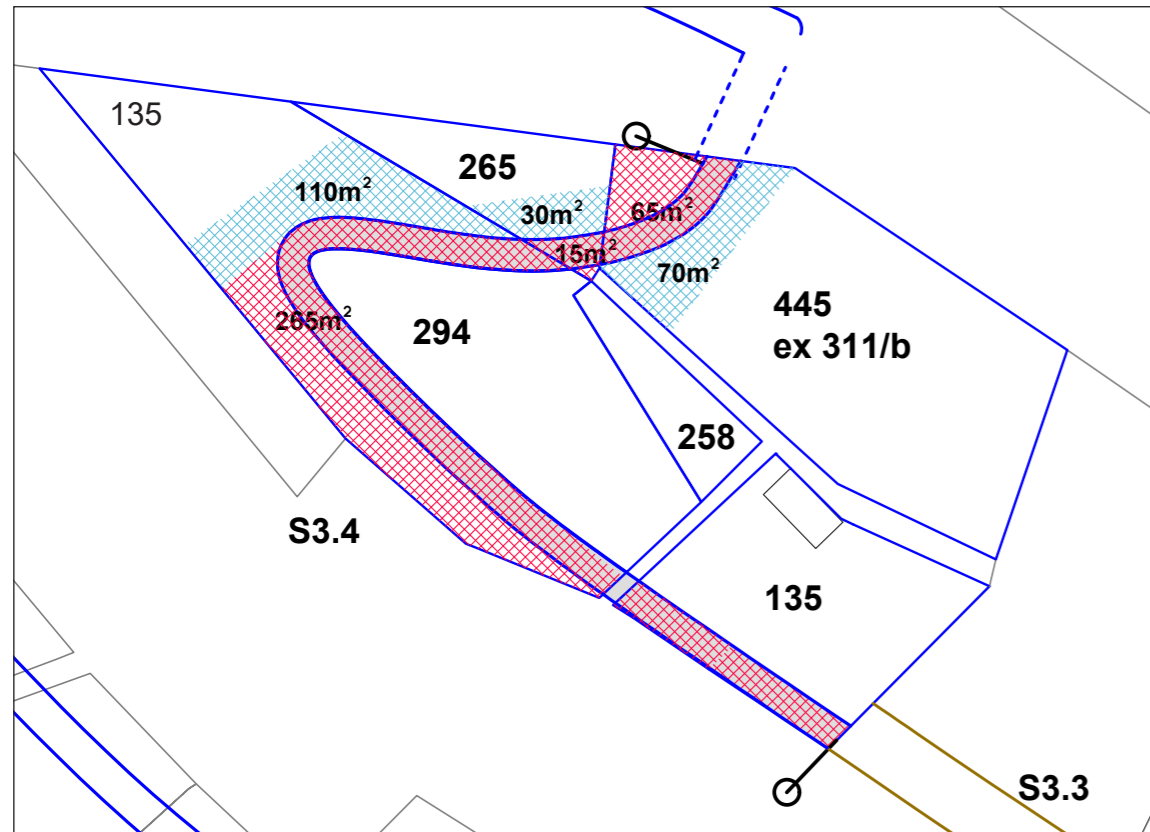 135
265
110m²
30m²
65m²
15m²
70m²
445
ex 311/b
265m²
294
258
S3.4
135
S3.3